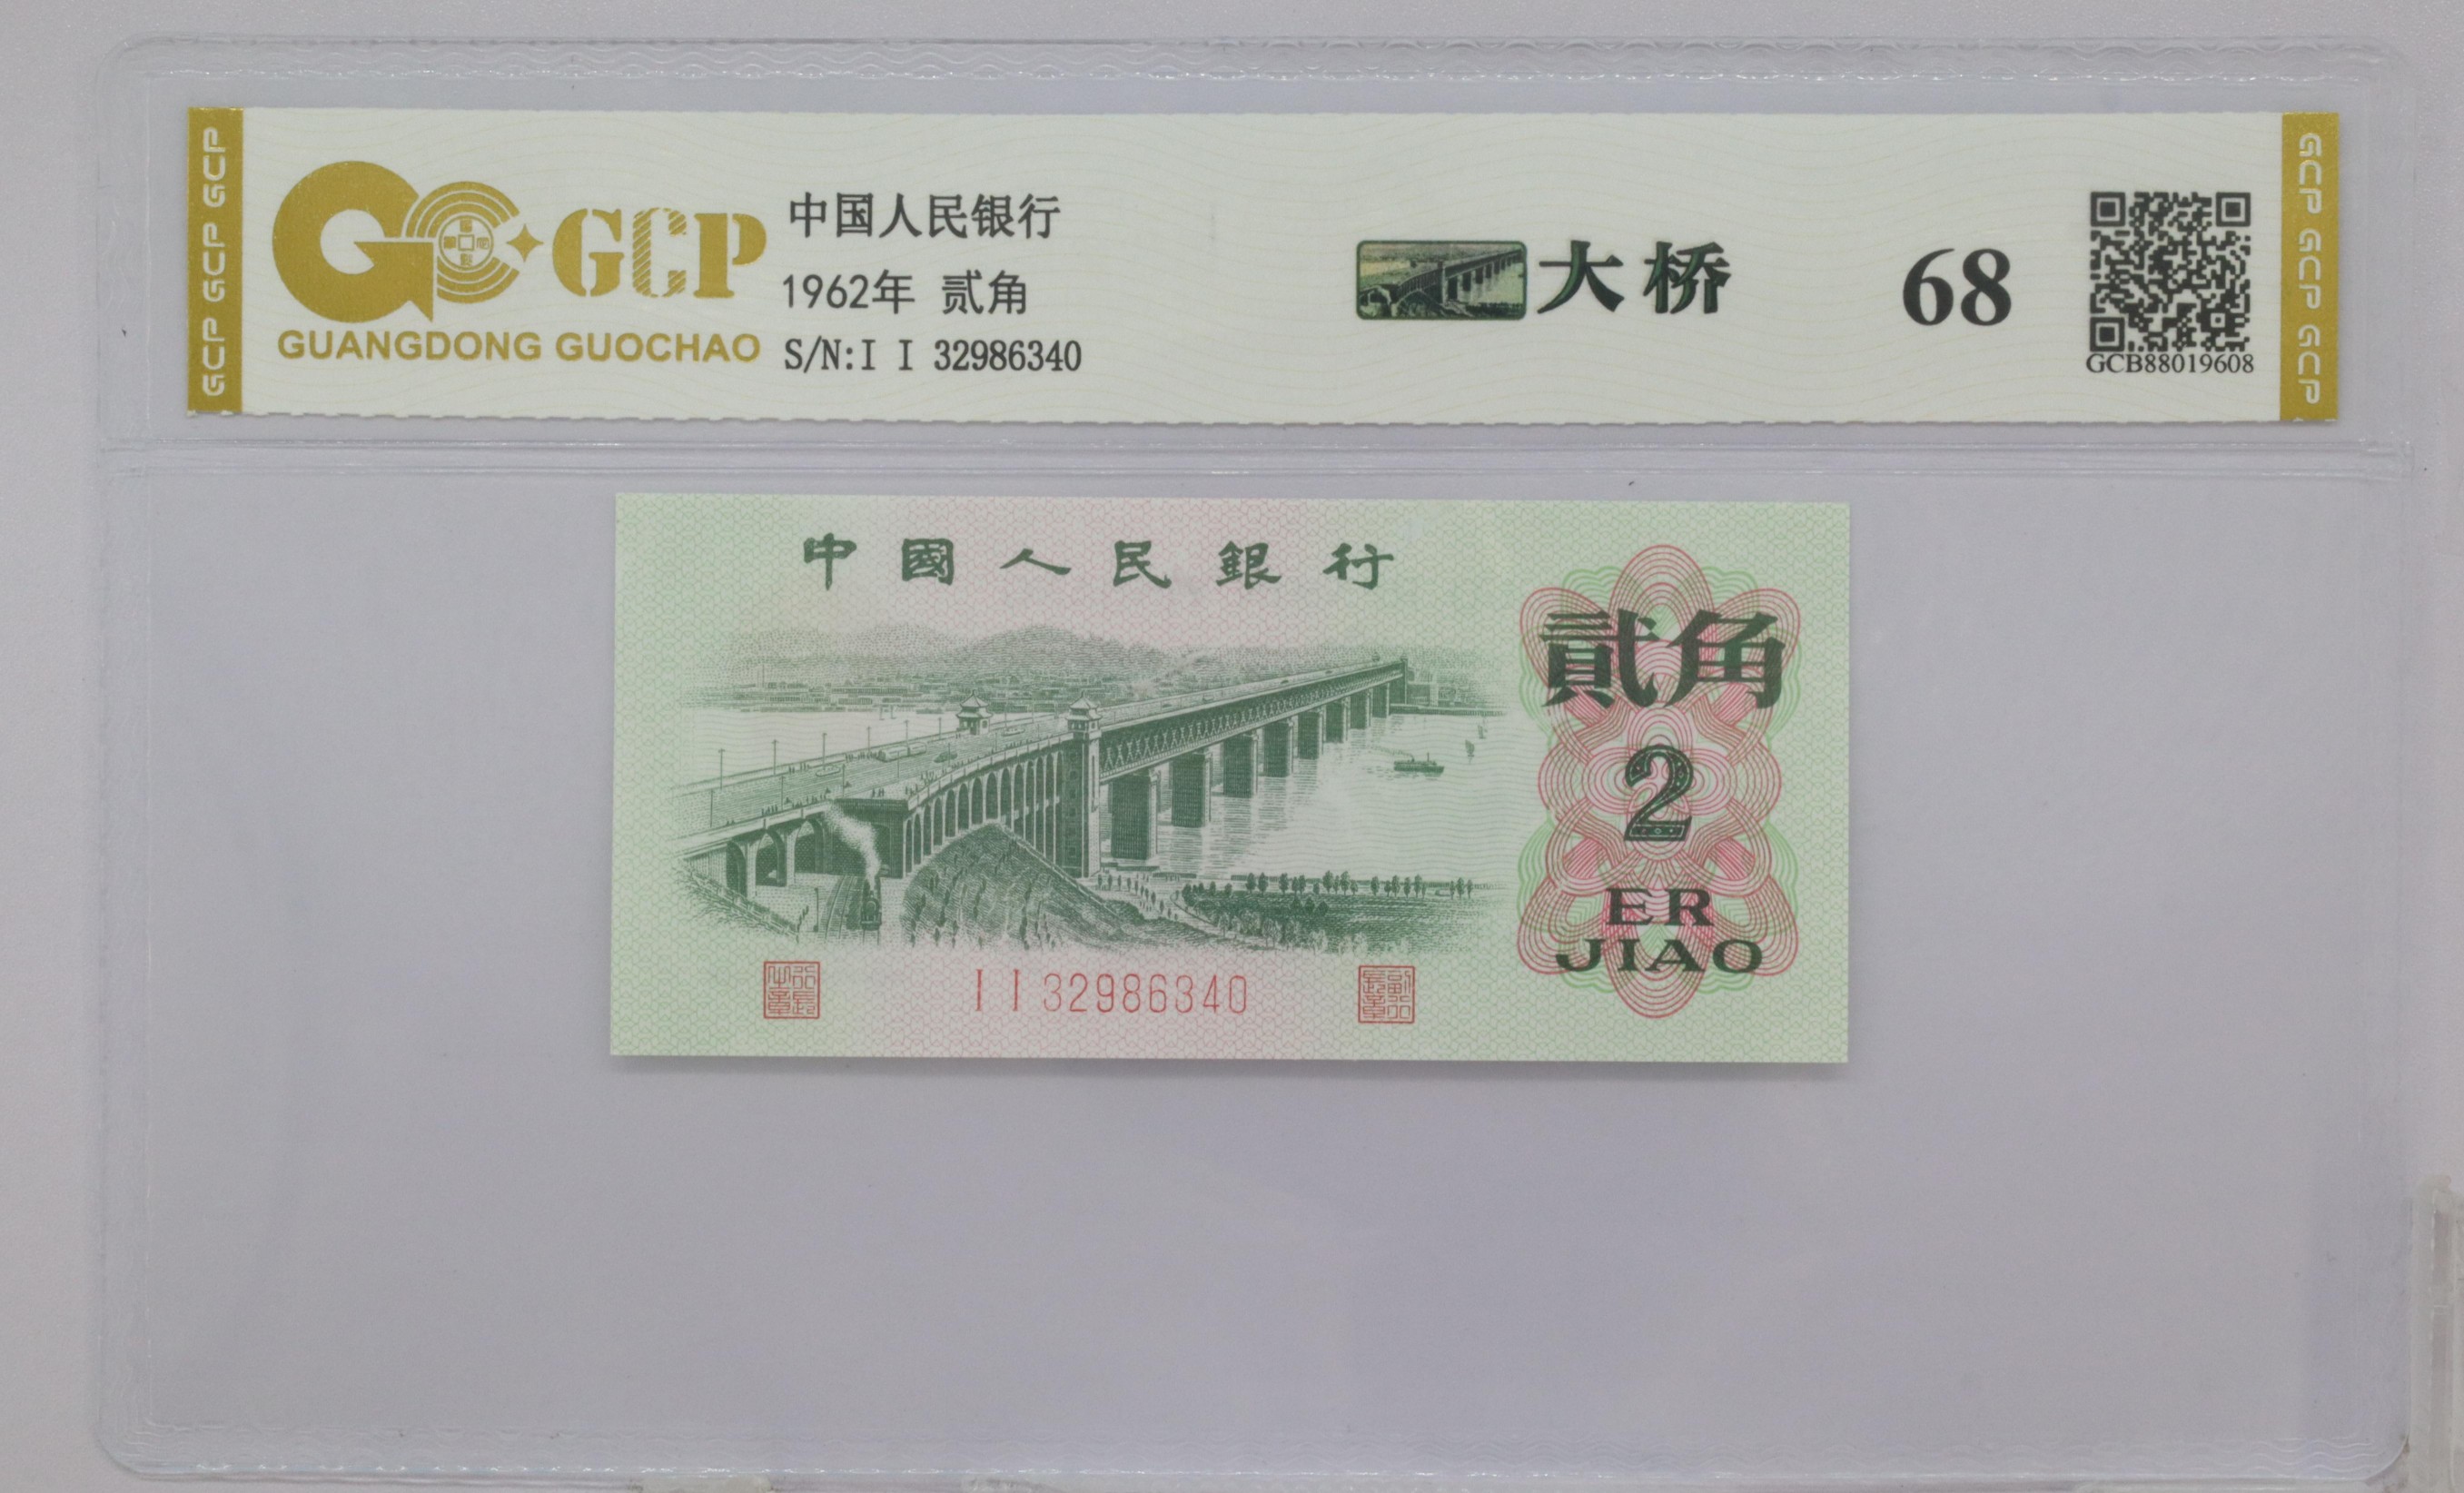 GCP GCP GCP
GCP
GUANGDONG GUOCHAO
中国人民银行
1962年 贰角
S/N:I I 32986340
大桥
68
GCB88019608
GCP GCP GCP
中國人民銀行
貳角
2
ER
JIAO
I I 32986340